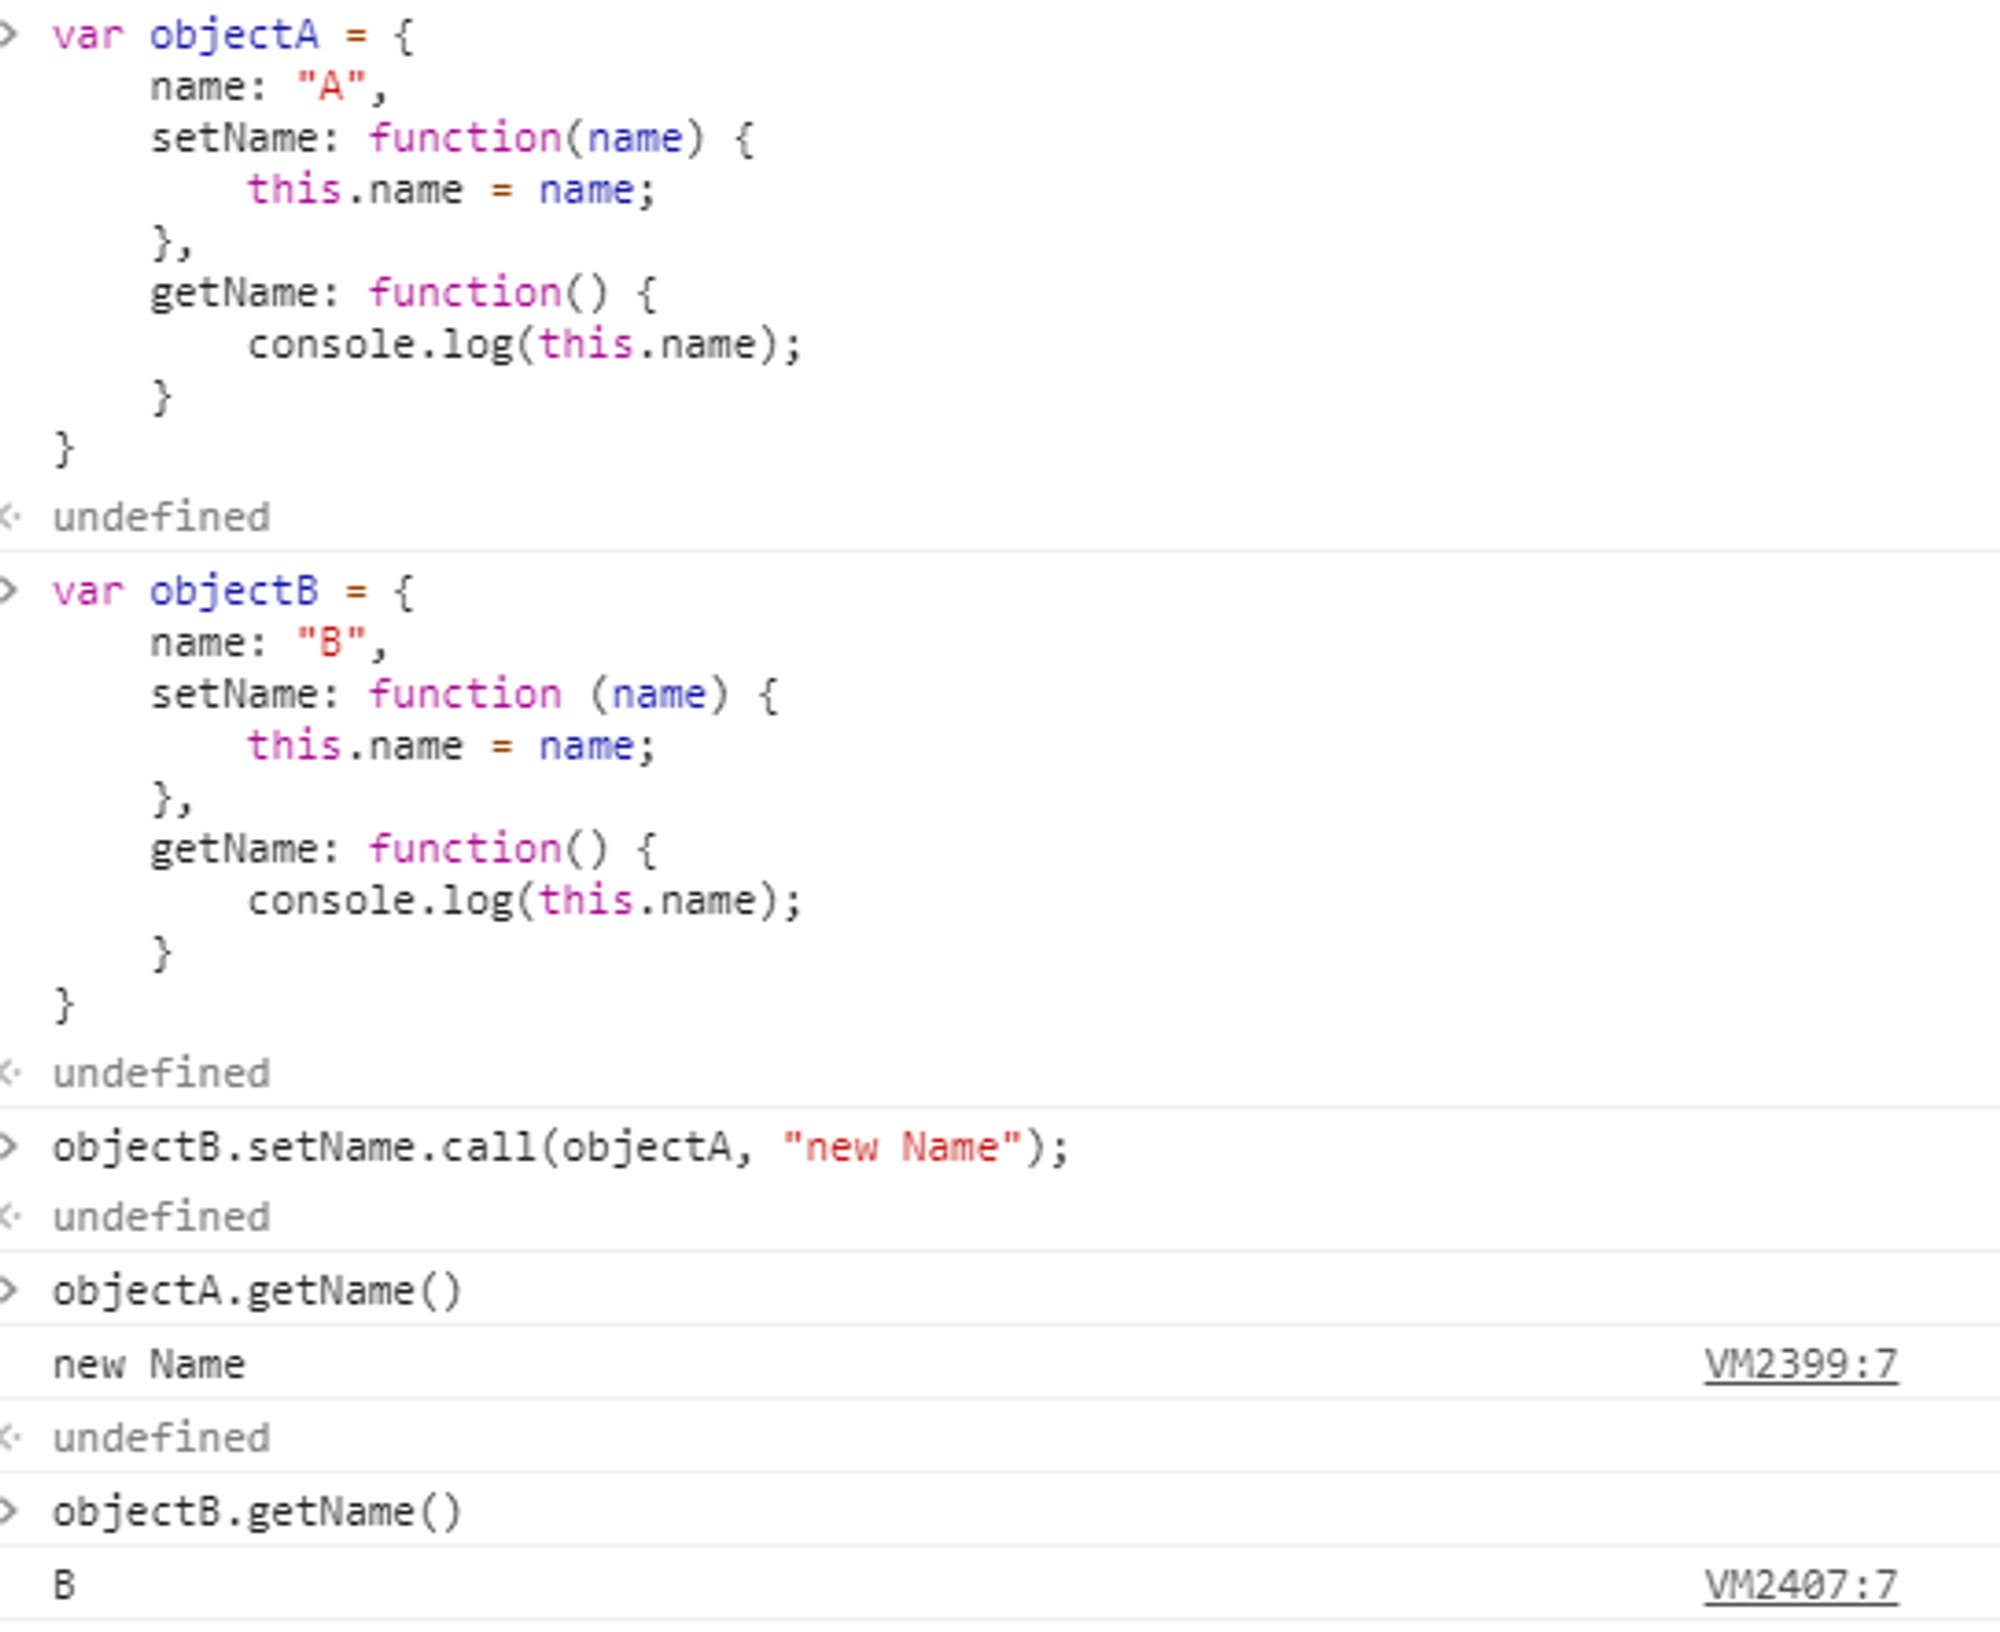 var objectA = {
    name: "A",
    setName: function(name) {
        this.name = name;
    },
    getName: function() {
        console.log(this.name);
    }
}
undefined
var objectB = {
    name: "B",
    setName: function (name) {
        this.name = name;
    },
    getName: function() {
        console.log(this.name);
    }
}
undefined
objectB.setName.call(objectA, "new Name");
undefined
objectA.getName()
new Name VM2399:7
undefined
objectB.getName()
B VM2407:7